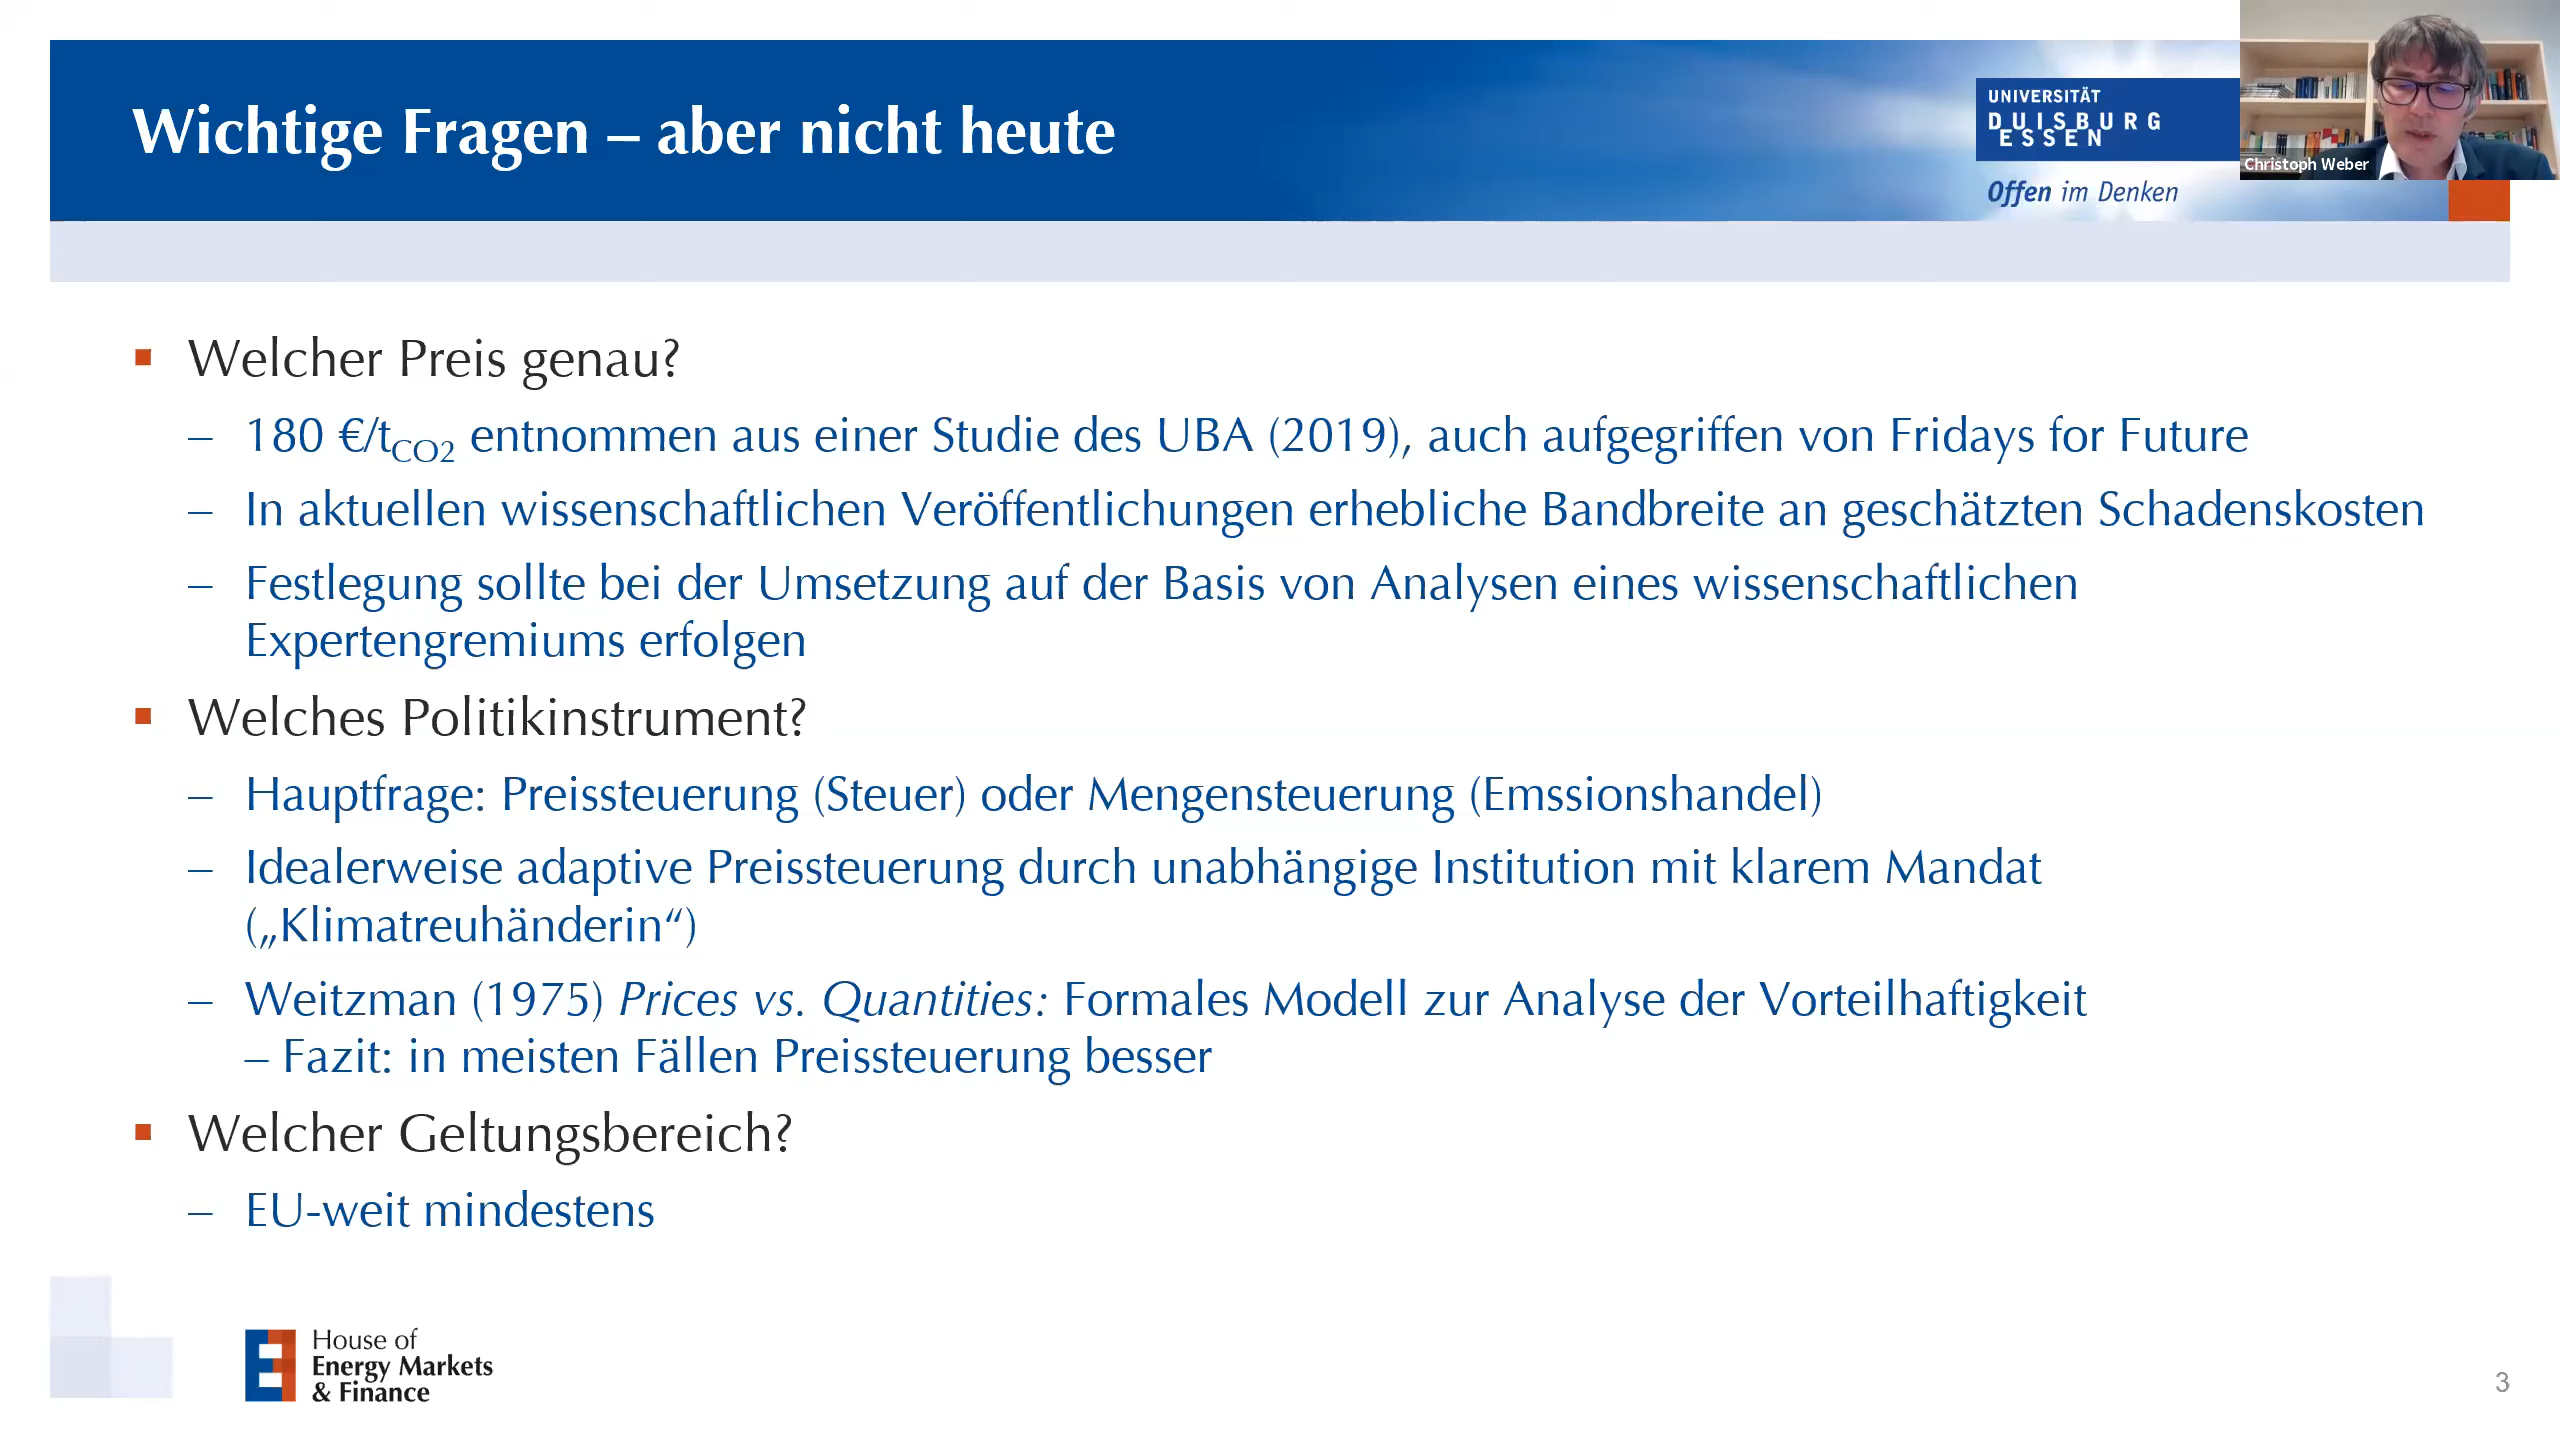 Wichtige Fragen – aber nicht heute
UNIVERSITÄT
DUISBURG
ESSEN
Offen im Denken
Christoph Weber
▪ Welcher Preis genau?
– 180 €/tCO2 entnommen aus einer Studie des UBA (2019), auch aufgegriffen von Fridays for Future
– In aktuellen wissenschaftlichen Veröffentlichungen erhebliche Bandbreite an geschätzten Schadenskosten
– Festlegung sollte bei der Umsetzung auf der Basis von Analysen eines wissenschaftlichen
Expertengremiums erfolgen
▪ Welches Politikinstrument?
– Hauptfrage: Preissteuerung (Steuer) oder Mengensteuerung (Emssionshandel)
– Idealerweise adaptive Preissteuerung durch unabhängige Institution mit klarem Mandat
(„Klimatreuhänderin“)
– Weitzman (1975) Prices vs. Quantities: Formales Modell zur Analyse der Vorteilhaftigkeit
– Fazit: in meisten Fällen Preissteuerung besser
▪ Welcher Geltungsbereich?
– EU-weit mindestens
House of
Energy Markets
& Finance
3